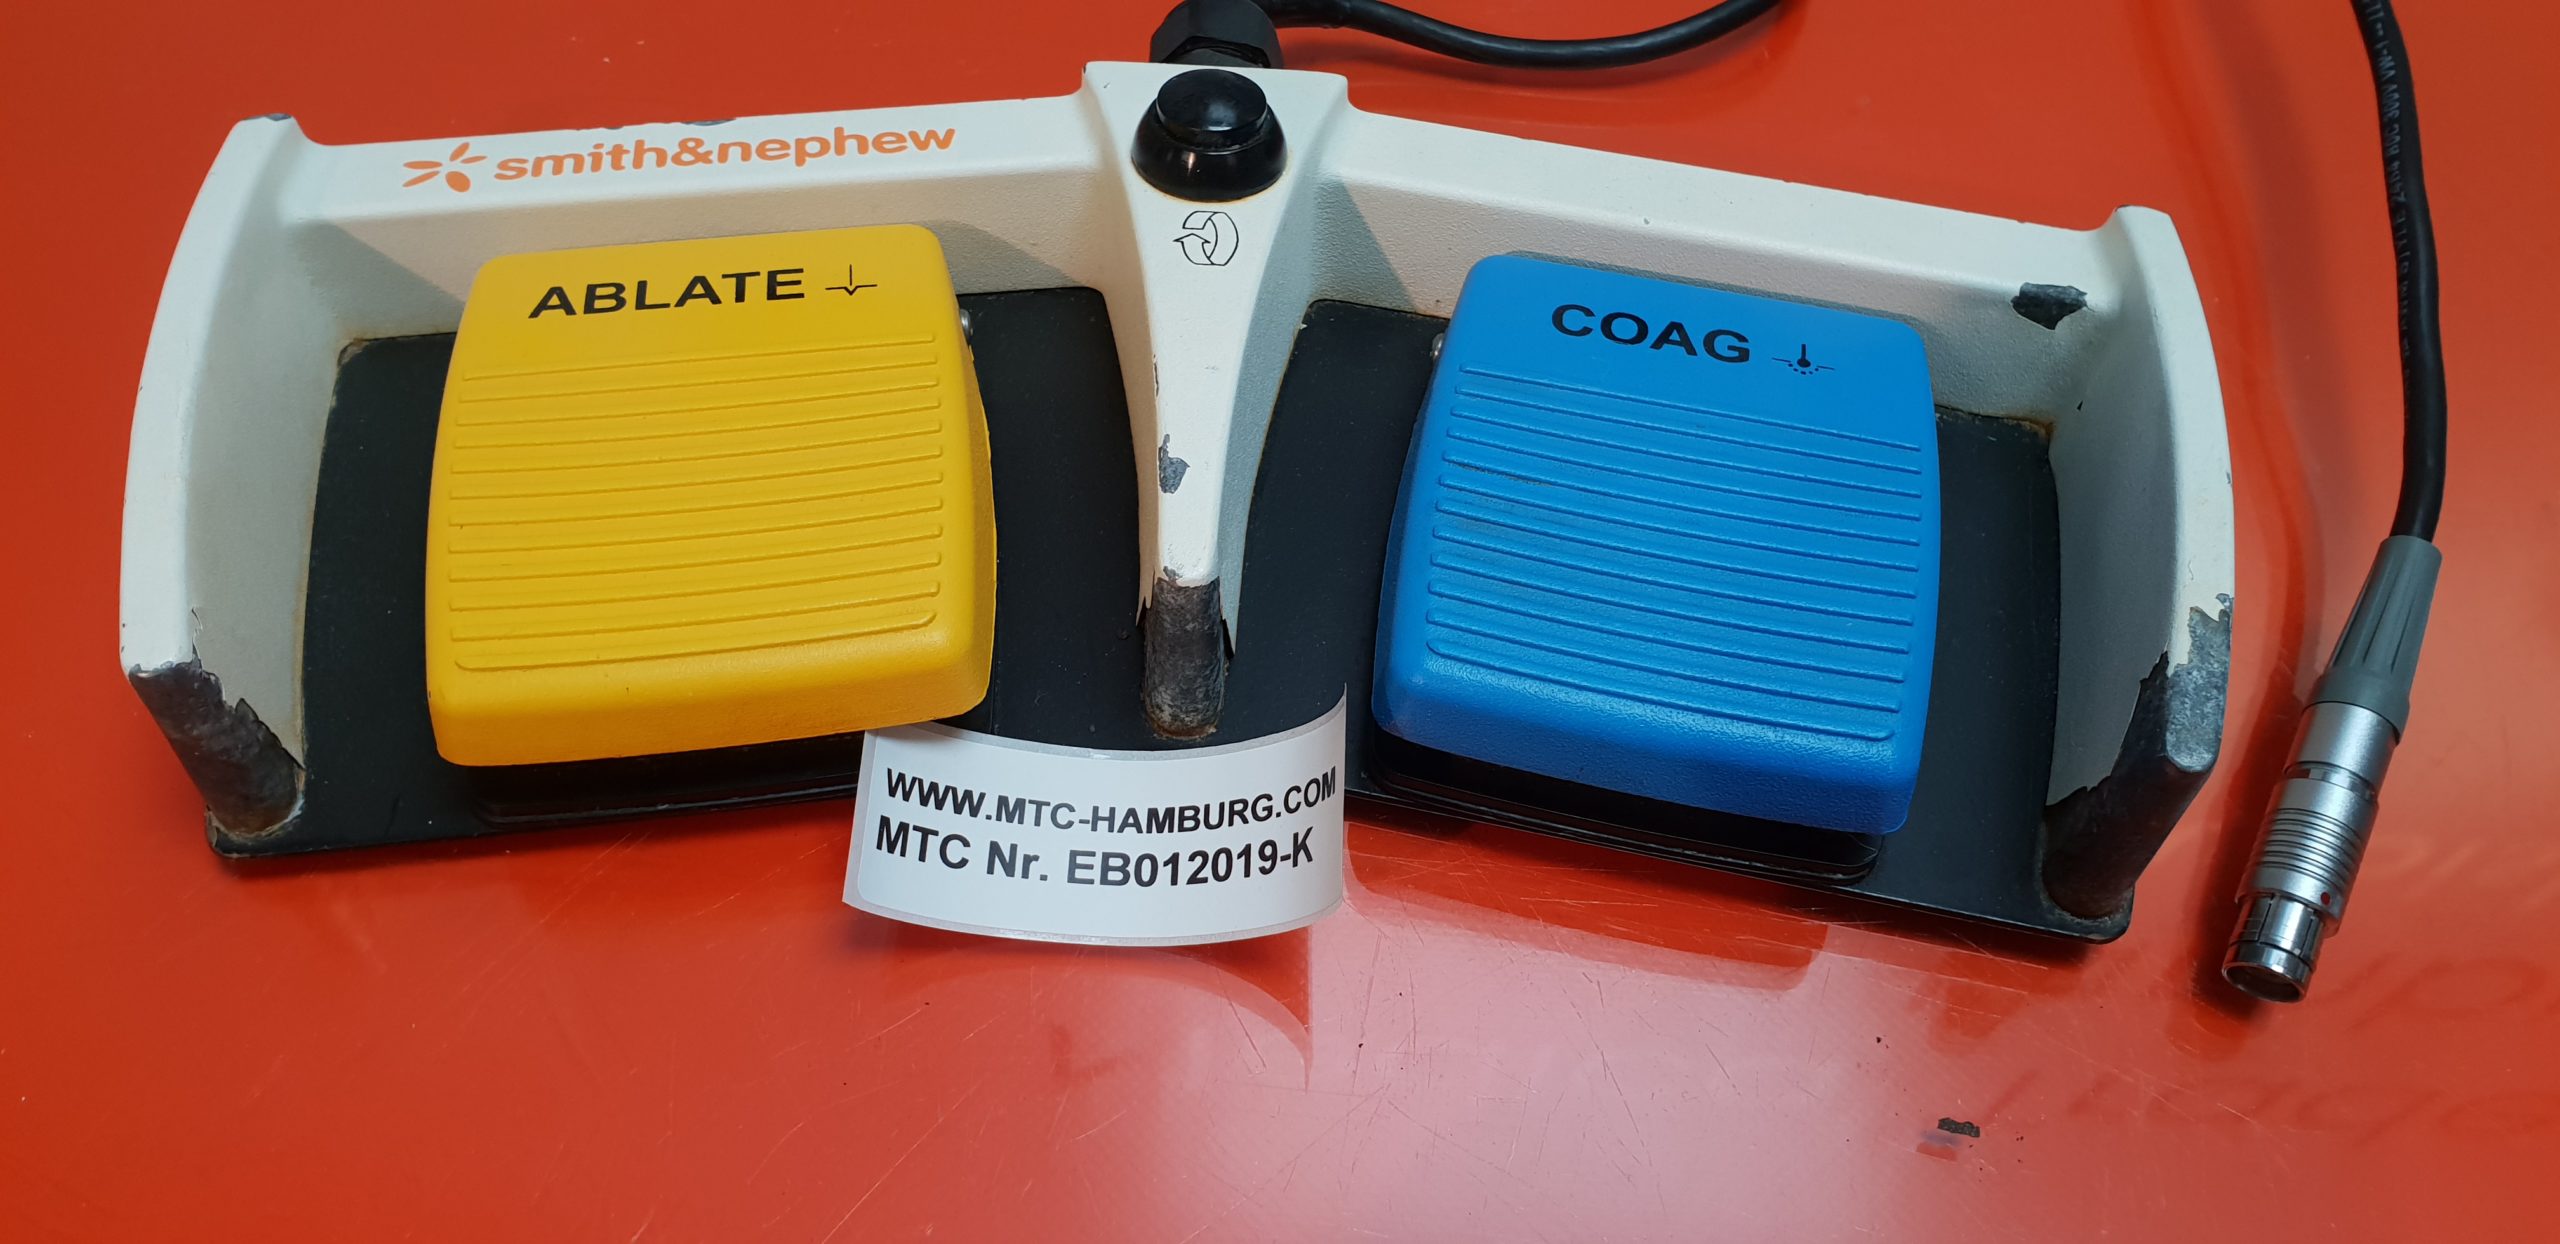 smith&nephew
ABLATE
COAG
WWW.MTC-HAMBURG.COM
MTC Nr. EB012019-K